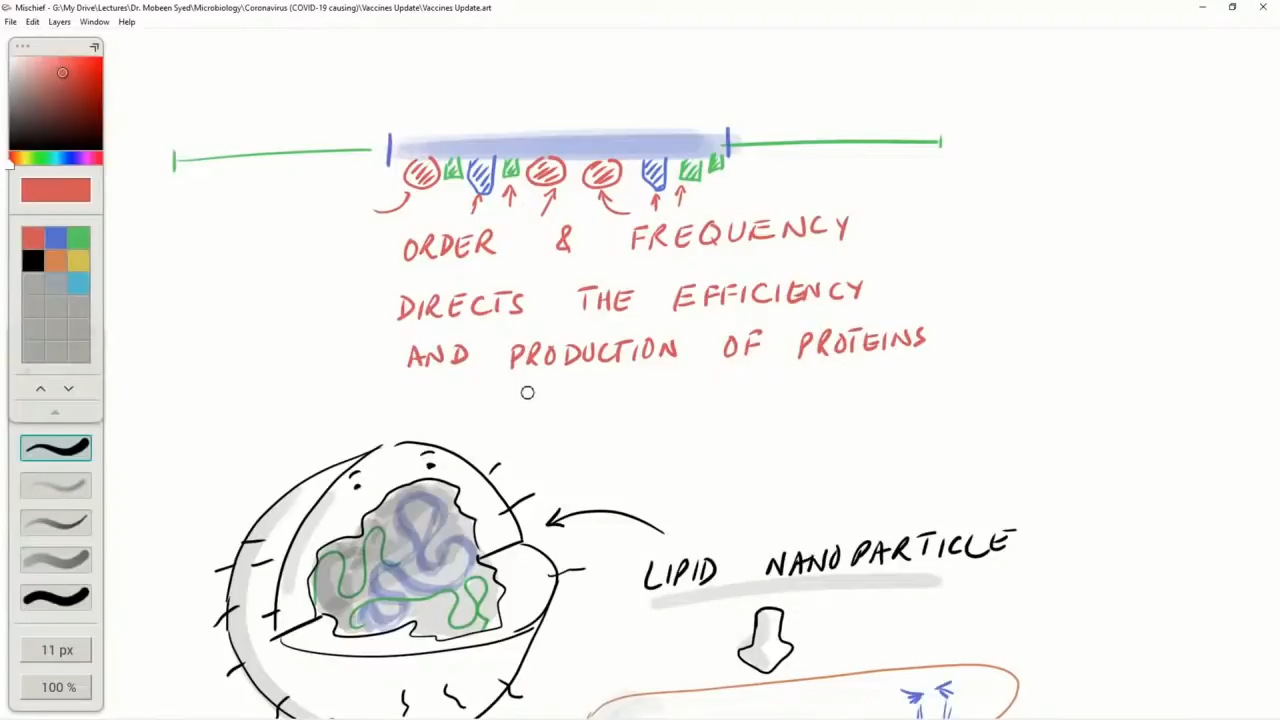 Mischief - G:\My Drive\Lectures\Dr. Mobeen Syed\Microbiology\Coronavirus (COVID-19 causing)\Vaccines Update\Vaccines Update.art
File Edit Layers Window Help
ORDER & FREQUENCY
DIRECTS THE EFFICIENCY
AND PRODUCTION OF PROTEINS
LIPID NANOPARTICLE
11 px
100 %